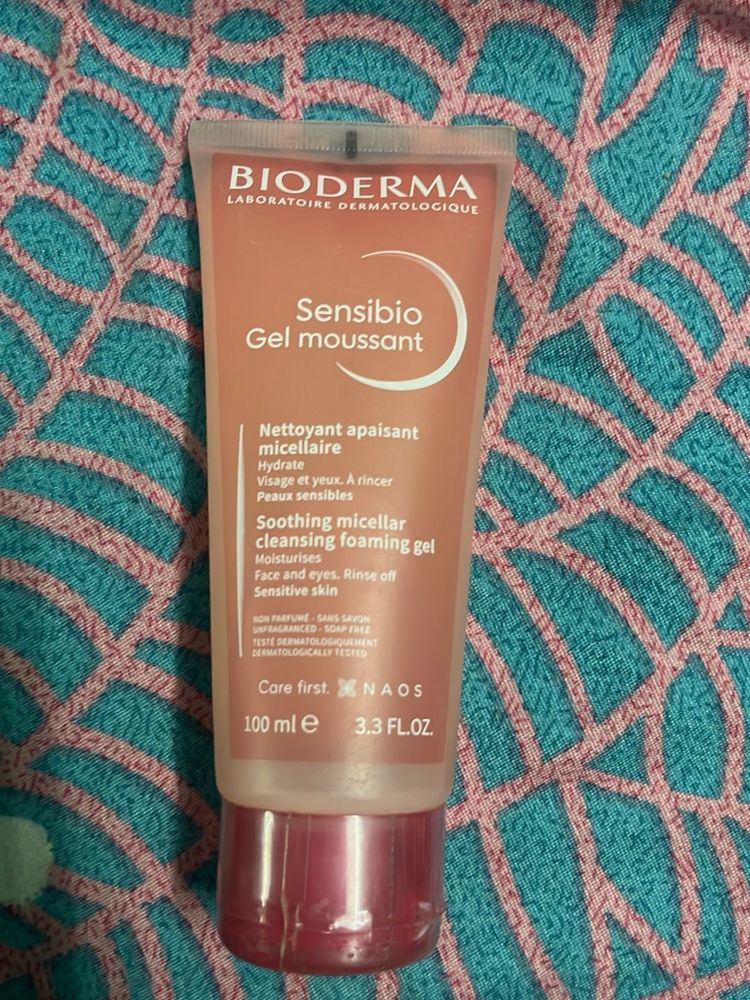 BIODERMA
LABORATOIRE DERMATOLOGIQUE
Sensibio
Gel moussant
Nettoyant apaisant
micellaire
Hydrate
Visage et yeux. À rincer
Peaux sensibles
Soothing micellar
cleansing foaming gel
Moisturises
Face and eyes. Rinse off
Sensitive skin
NON PARFUMÉ - SANS SAVON
UNFRAGRANCED - SOAP FREE
TESTÉ DERMATOLOGIQUEMENT
DERMATOLOGICALLY TESTED
Care first. NAOS
100 ml ℮ 3.3 FL.OZ.